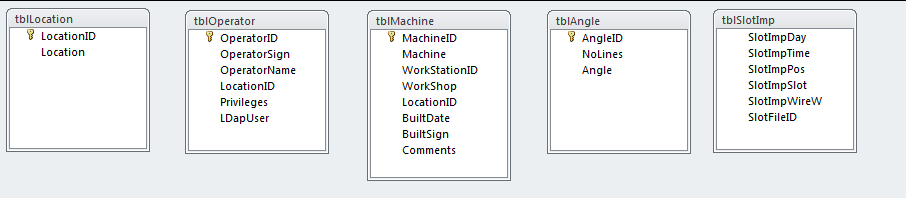 tblLocation
LocationID
Location
tblOperator
OperatorID
OperatorSign
OperatorName
LocationID
Privileges
LDapUser
tblMachine
MachineID
Machine
WorkStationID
WorkShop
LocationID
BuiltDate
BuiltSign
Comments
tblAngle
AngleID
NoLines
Angle
tblSlotImp
SlotImpDay
SlotImpTime
SlotImpPos
SlotImpSlot
SlotImpWireW
SlotFileID